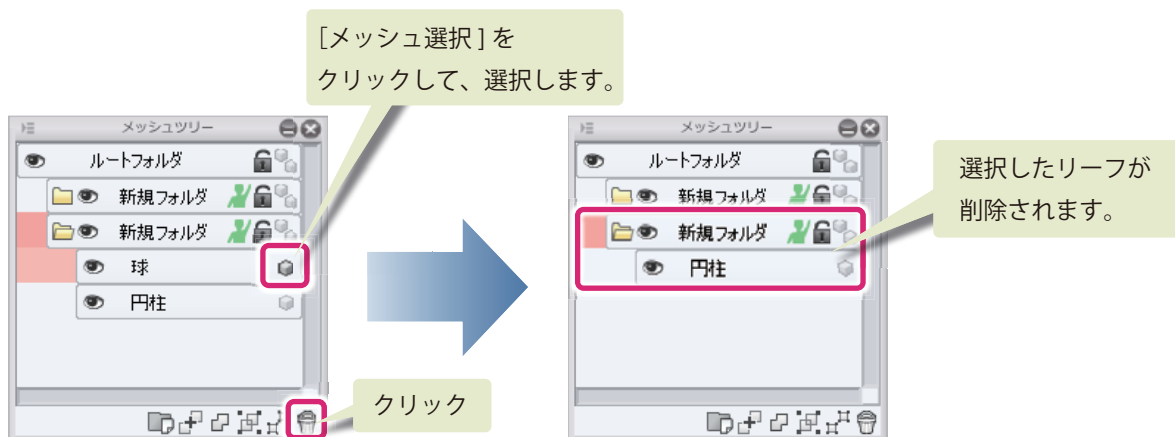 [メッシュ選択]を
クリックして、選択します。
メッシュツリー
ルートフォルダ
新規フォルダ
新規フォルダ
球
円柱
クリック
メッシュツリー
ルートフォルダ
新規フォルダ
新規フォルダ
円柱
選択したリーフが
削除されます。